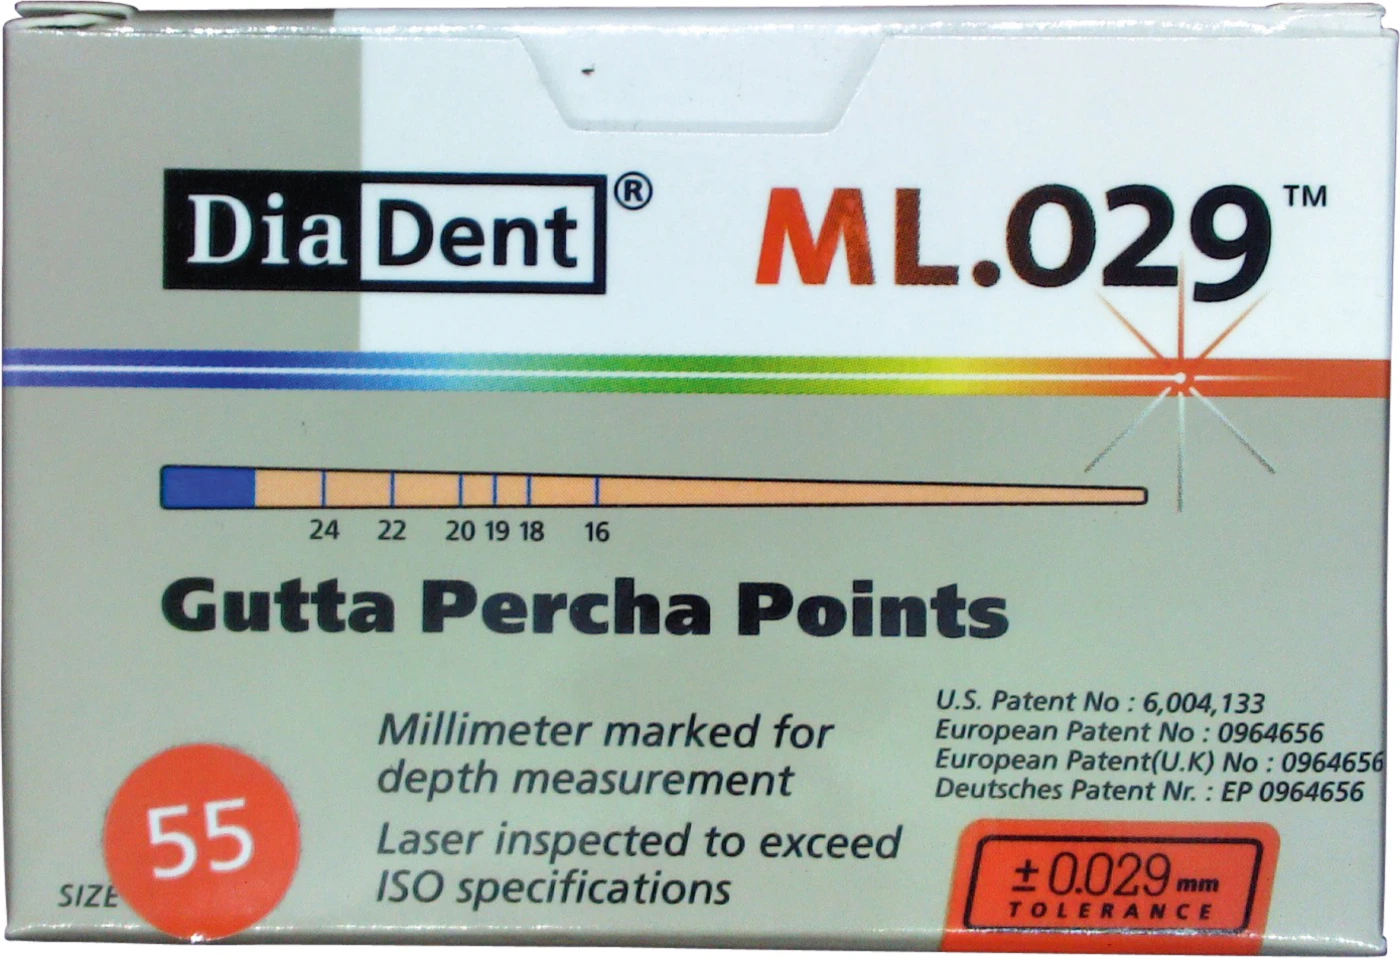 DiaDent®
ML.029™
24 22 20 19 18 16
Gutta Percha Points
Millimeter marked for
depth measurement
Laser inspected to exceed
ISO specifications
U.S. Patent No : 6,004,133
European Patent No : 0964656
European Patent(U.K) No : 0964656
Deutsches Patent Nr. : EP 0964656
SIZE 55
± 0.029 mm
TOLERANCE